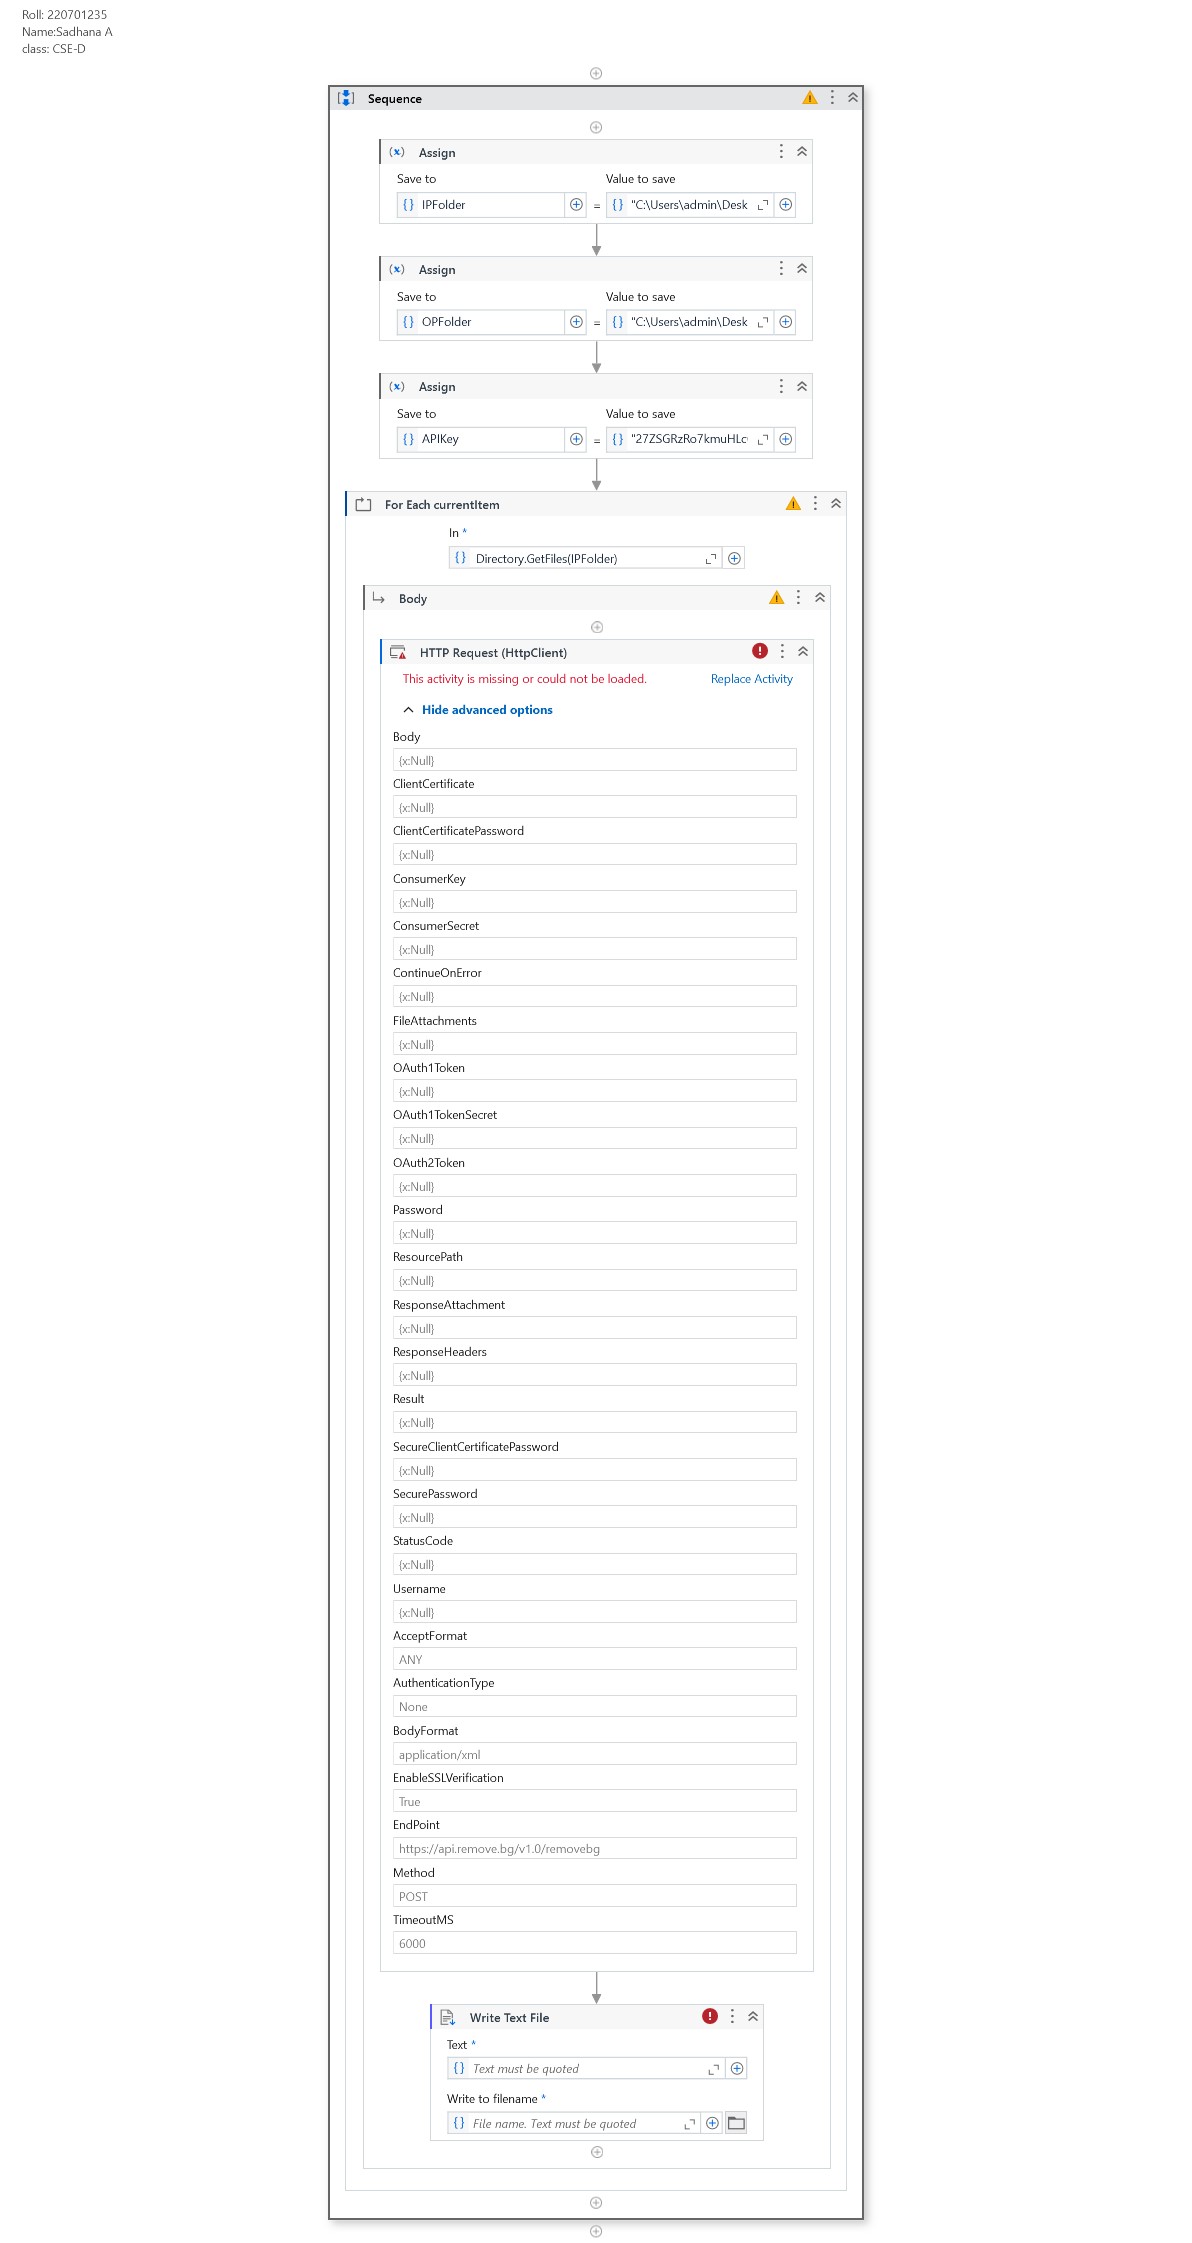 Roll: 220701235
Name:Sadhana A
class: CSE-D
Sequence
Assign
Save to Value to save
IPFolder = "C:\Users\admin\Desk
Assign
Save to Value to save
OPFolder = "C:\Users\admin\Desk
Assign
Save to Value to save
APIKey = "27ZSGRzRo7kmuHLc
For Each currentItem
In *
Directory.GetFiles(IPFolder)
Body
HTTP Request (HttpClient)
This activity is missing or could not be loaded. Replace Activity
Hide advanced options
Body
{x:Null}
ClientCertificate
{x:Null}
ClientCertificatePassword
{x:Null}
ConsumerKey
{x:Null}
ConsumerSecret
{x:Null}
ContinueOnError
{x:Null}
FileAttachments
{x:Null}
OAuth1Token
{x:Null}
OAuth1TokenSecret
{x:Null}
OAuth2Token
{x:Null}
Password
{x:Null}
ResourcePath
{x:Null}
ResponseAttachment
{x:Null}
ResponseHeaders
{x:Null}
Result
{x:Null}
SecureClientCertificatePassword
{x:Null}
SecurePassword
{x:Null}
StatusCode
{x:Null}
Username
{x:Null}
AcceptFormat
ANY
AuthenticationType
None
BodyFormat
application/xml
EnableSSLVerification
True
EndPoint
https://api.remove.bg/v1.0/removebg
Method
POST
TimeoutMS
6000
Write Text File
Text *
Text must be quoted
Write to filename *
File name. Text must be quoted